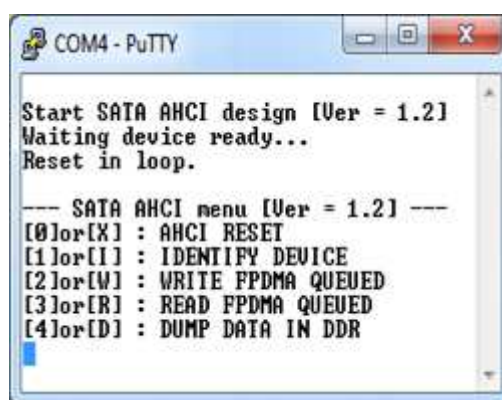 COM4 - PuTTY
Start SATA AHCI design [Ver = 1.2]
Waiting device ready...
Reset in loop.
--- SATA AHCI menu [Ver = 1.2] ---
[0]or[X] : AHCI RESET
[1]or[I] : IDENTIFY DEVICE
[2]or[W] : WRITE FPDMA QUEUED
[3]or[R] : READ FPDMA QUEUED
[4]or[D] : DUMP DATA IN DDR